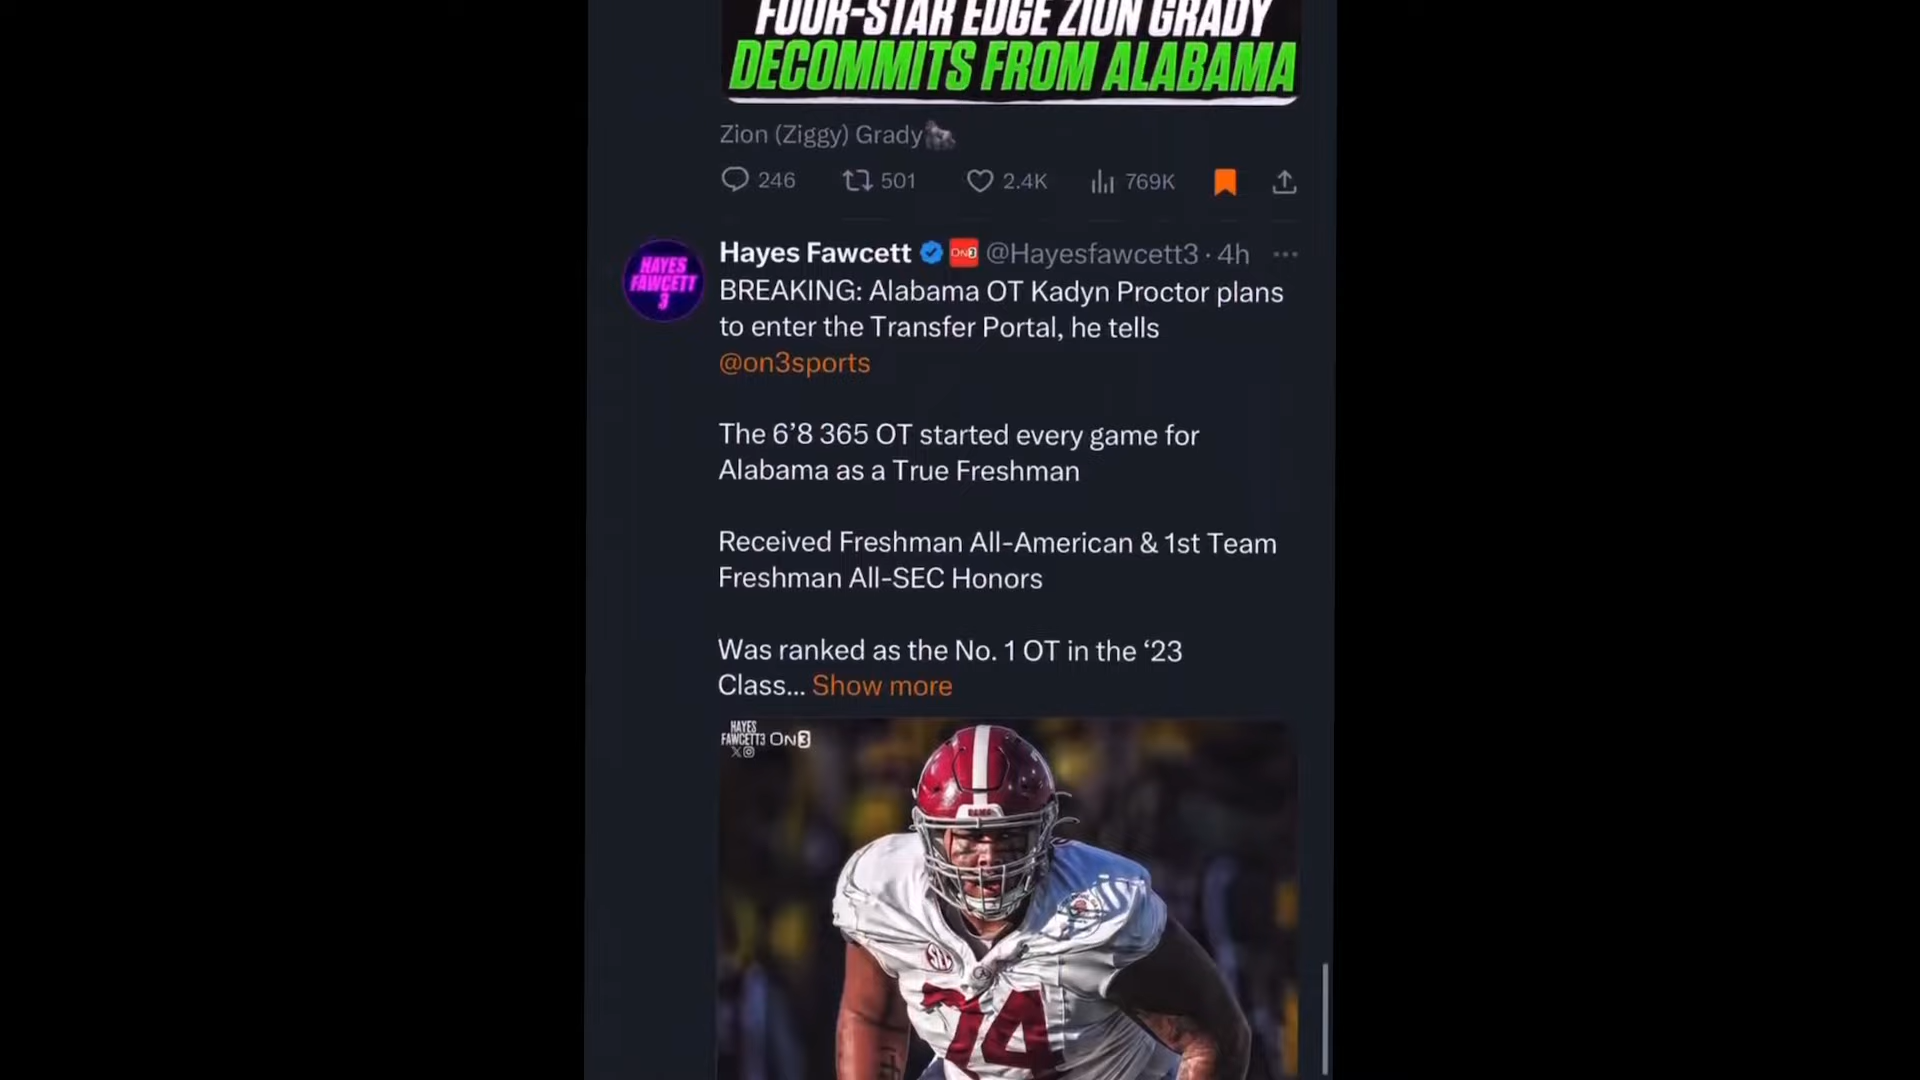 FOUR-STAR EDGE ZION GRADY
DECOMMITS FROM ALABAMA
Zion (Ziggy) Grady🦍
246 501 2.4K 769K
HAYES
FAWCETT
3
Hayes Fawcett ON3 @Hayesfawcett3 · 4h ···
BREAKING: Alabama OT Kadyn Proctor plans
to enter the Transfer Portal, he tells
@on3sports
The 6’8 365 OT started every game for
Alabama as a True Freshman
Received Freshman All-American & 1st Team
Freshman All-SEC Honors
Was ranked as the No. 1 OT in the ‘23
Class... Show more
HAYES
FAWCETT3 ON3
BAMA
SEC
74